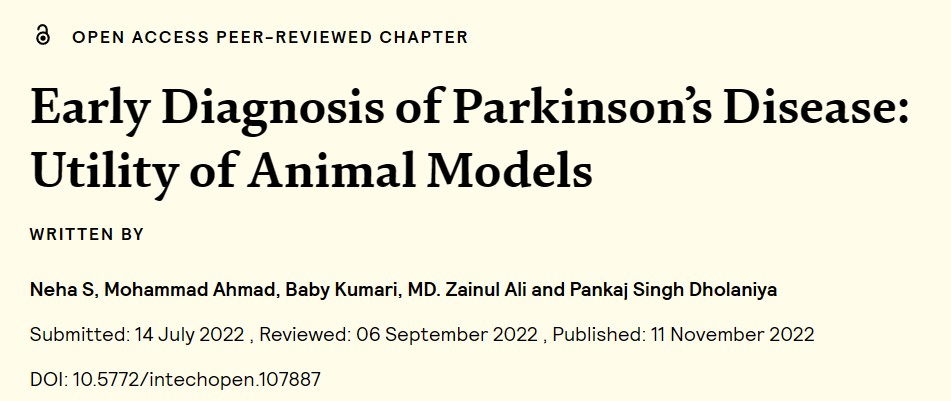 OPEN ACCESS PEER-REVIEWED CHAPTER
Early Diagnosis of Parkinson’s Disease:
Utility of Animal Models
WRITTEN BY
Neha S, Mohammad Ahmad, Baby Kumari, MD. Zainul Ali and Pankaj Singh Dholaniya
Submitted: 14 July 2022 , Reviewed: 06 September 2022 , Published: 11 November 2022
DOI: 10.5772/intechopen.107887